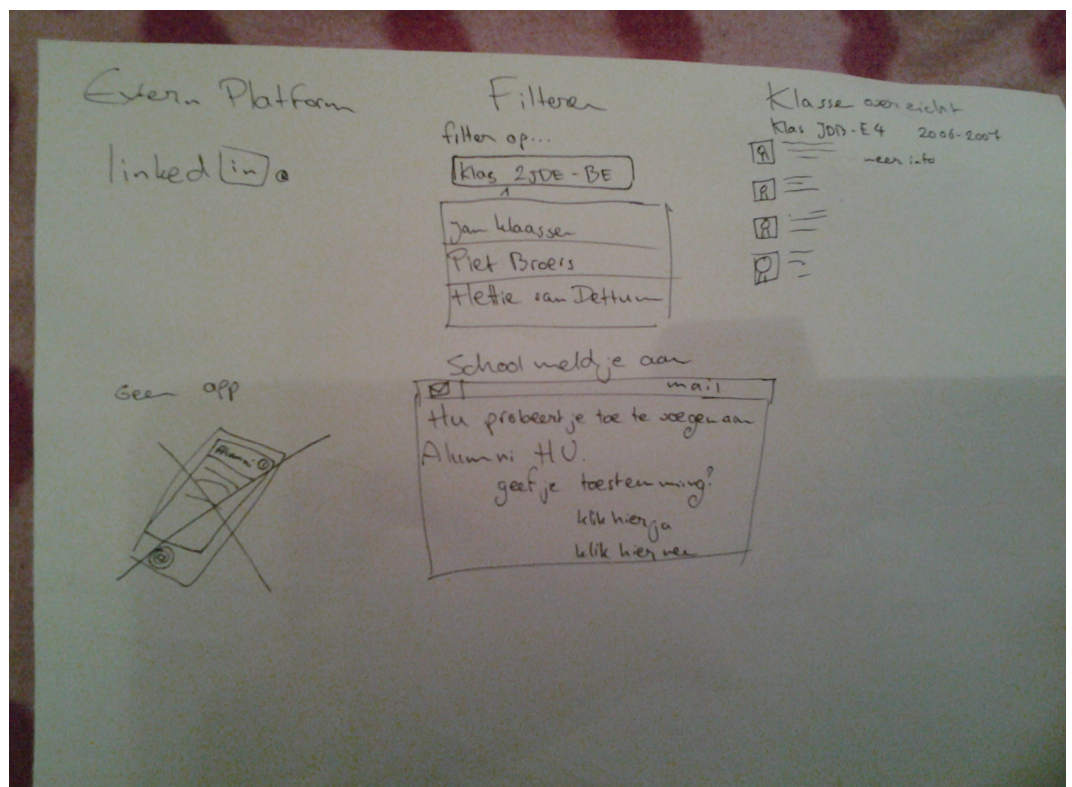 Extern Platform
linked in
Filteren
filter op...
Klas 2JDE - BE
Jan Klaassen
Piet Broers
Hettie van Dettum
Klasse overzicht
Klas JDB-E4 2006-2007
meer info
Geen app
Alumni
School meld je aan
mail
Hu probeert je toe te voegen aan
Alumni HU.
geef je toestemming?
klik hier ja
klik hier nee